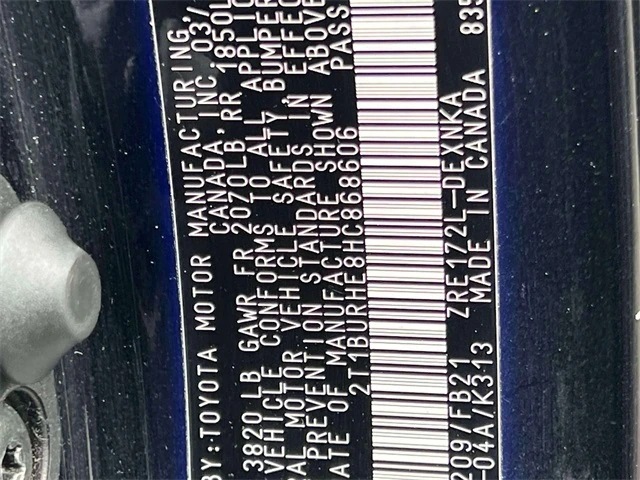 BY:TOYOTA MOTOR MANUFACTURING,
CANADA, INC. 03/
3820 LB GAWR FR 2070LB, RR 1850L
VEHICLE CONFORMS TO ALL APPLIC
RAL MOTOR VEHICLE SAFETY BUMPER
PREVENTION STANDARDS IN EFFEC
ATE OF MANUFACTURE SHOWN ABOVE
2T1BURHE8HC868606 PASS
209/FB21 ZRE172L-DEXNKA
-04A/K313 MADE IN CANADA 835